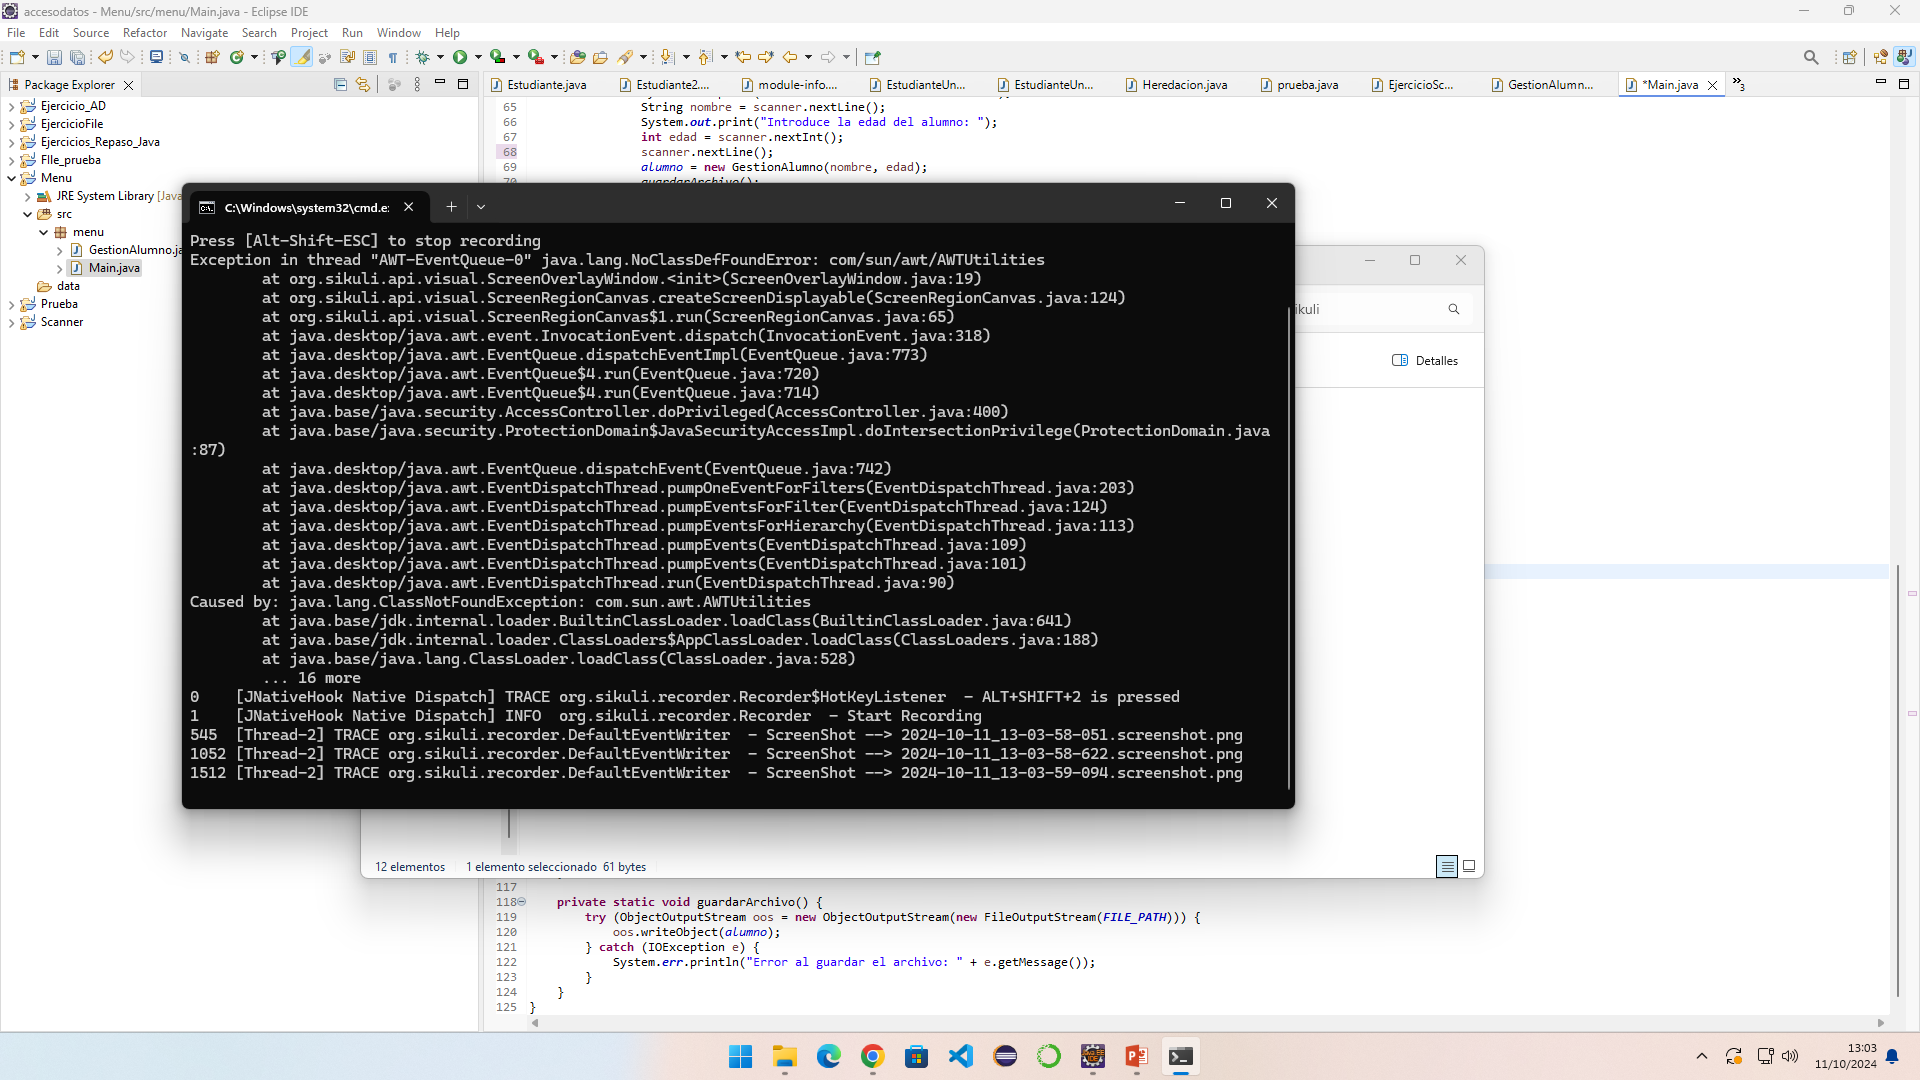 accesodatos - Menu/src/menu/Main.java - Eclipse IDE
File Edit Source Refactor Navigate Search Project Run Window Help
Package Explorer
Ejercicio_AD
EjercicioFile
Ejercicios_Repaso_Java
FIle_prueba
Menu
JRE System Library [Java
src
menu
GestionAlumno.ja
Main.java
data
Prueba
Scanner
Estudiante.java Estudiante2.... module-info.... EstudianteUn... EstudianteUn... Heredacion.java prueba.java EjercicioSc... GestionAlumn... *Main.java »3
65 String nombre = scanner.nextLine();
66 System.out.print("Introduce la edad del alumno: ");
67 int edad = scanner.nextInt();
68 scanner.nextLine();
69 alumno = new GestionAlumno(nombre, edad);
C:\Windows\system32\cmd.e:
Press [Alt-Shift-ESC] to stop recording
Exception in thread "AWT-EventQueue-0" java.lang.NoClassDefFoundError: com/sun/awt/AWTUtilities
at org.sikuli.api.visual.ScreenOverlayWindow.<init>(ScreenOverlayWindow.java:19)
at org.sikuli.api.visual.ScreenRegionCanvas.createScreenDisplayable(ScreenRegionCanvas.java:124)
at org.sikuli.api.visual.ScreenRegionCanvas$1.run(ScreenRegionCanvas.java:65)
at java.desktop/java.awt.event.InvocationEvent.dispatch(InvocationEvent.java:318)
at java.desktop/java.awt.EventQueue.dispatchEventImpl(EventQueue.java:773)
at java.desktop/java.awt.EventQueue$4.run(EventQueue.java:720)
at java.desktop/java.awt.EventQueue$4.run(EventQueue.java:714)
at java.base/java.security.AccessController.doPrivileged(AccessController.java:400)
at java.base/java.security.ProtectionDomain$JavaSecurityAccessImpl.doIntersectionPrivilege(ProtectionDomain.java
:87)
at java.desktop/java.awt.EventQueue.dispatchEvent(EventQueue.java:742)
at java.desktop/java.awt.EventDispatchThread.pumpOneEventForFilters(EventDispatchThread.java:203)
at java.desktop/java.awt.EventDispatchThread.pumpEventsForFilter(EventDispatchThread.java:124)
at java.desktop/java.awt.EventDispatchThread.pumpEventsForHierarchy(EventDispatchThread.java:113)
at java.desktop/java.awt.EventDispatchThread.pumpEvents(EventDispatchThread.java:109)
at java.desktop/java.awt.EventDispatchThread.pumpEvents(EventDispatchThread.java:101)
at java.desktop/java.awt.EventDispatchThread.run(EventDispatchThread.java:90)
Caused by: java.lang.ClassNotFoundException: com.sun.awt.AWTUtilities
at java.base/jdk.internal.loader.BuiltinClassLoader.loadClass(BuiltinClassLoader.java:641)
at java.base/jdk.internal.loader.ClassLoaders$AppClassLoader.loadClass(ClassLoaders.java:188)
at java.base/java.lang.ClassLoader.loadClass(ClassLoader.java:528)
... 16 more
0 [JNativeHook Native Dispatch] TRACE org.sikuli.recorder.Recorder$HotKeyListener - ALT+SHIFT+2 is pressed
1 [JNativeHook Native Dispatch] INFO org.sikuli.recorder.Recorder - Start Recording
545 [Thread-2] TRACE org.sikuli.recorder.DefaultEventWriter - ScreenShot --> 2024-10-11_13-03-58-051.screenshot.png
1052 [Thread-2] TRACE org.sikuli.recorder.DefaultEventWriter - ScreenShot --> 2024-10-11_13-03-58-622.screenshot.png
1512 [Thread-2] TRACE org.sikuli.recorder.DefaultEventWriter - ScreenShot --> 2024-10-11_13-03-59-094.screenshot.png
ikuli
Detalles
12 elementos 1 elemento seleccionado 61 bytes
117
118 private static void guardarArchivo() {
119 try (ObjectOutputStream oos = new ObjectOutputStream(new FileOutputStream(FILE_PATH))) {
120 oos.writeObject(alumno);
121 } catch (IOException e) {
122 System.err.println("Error al guardar el archivo: " + e.getMessage());
123 }
124 }
125 }
13:03
11/10/2024